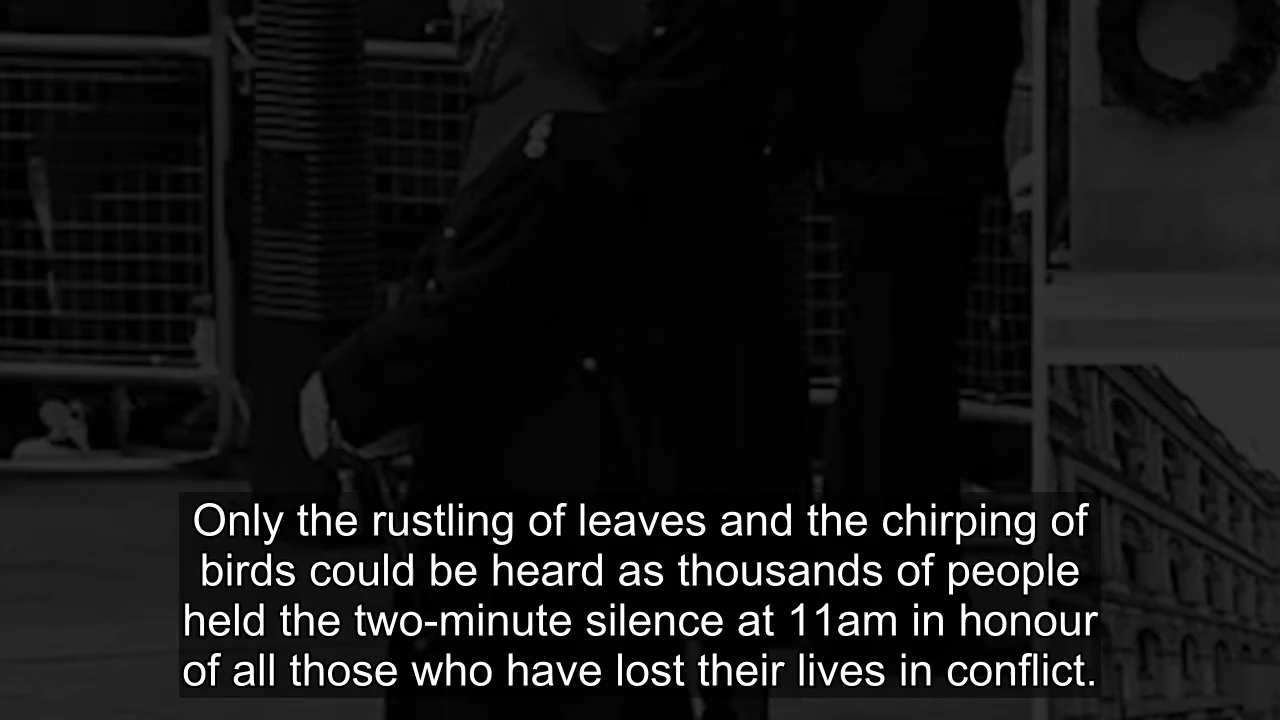 Only the rustling of leaves and the chirping of
birds could be heard as thousands of people
held the two-minute silence at 11am in honour
of all those who have lost their lives in conflict.